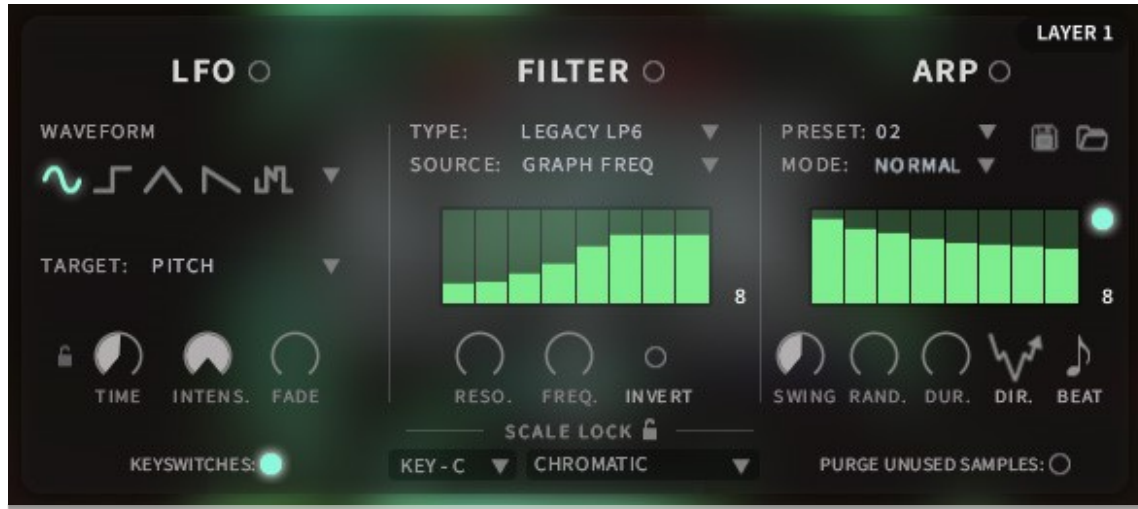 LAYER 1
LFO
FILTER
ARP
WAVEFORM
TYPE: LEGACY LP6
SOURCE: GRAPH FREQ
PRESET: 02
MODE: NORMAL
TARGET: PITCH
8
8
TIME INTENS. FADE
RESO. FREQ. INVERT
SWING RAND. DUR. DIR. BEAT
SCALE LOCK
KEYSWITCHES:
KEY - C CHROMATIC
PURGE UNUSED SAMPLES: